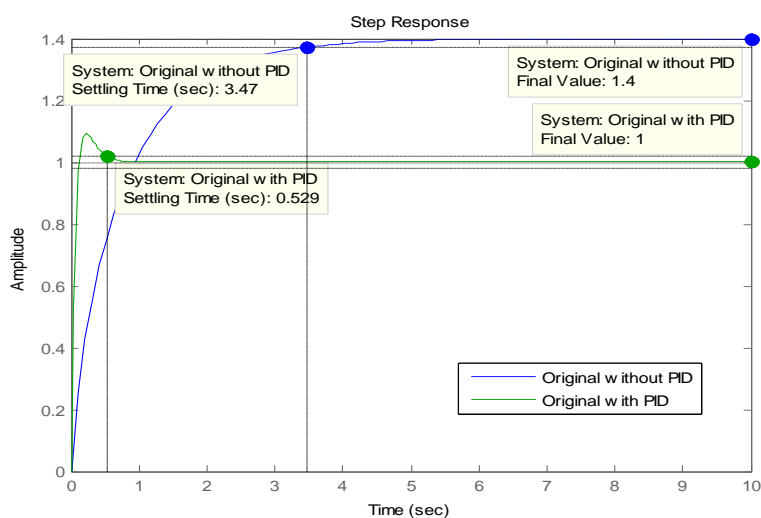 Step Response
System: Original without PID
Settling Time (sec): 3.47
System: Original without PID
Final Value: 1.4
System: Original with PID
Final Value: 1
System: Original with PID
Settling Time (sec): 0.529
Amplitude
1.4
1.2
1
0.8
0.6
0.4
0.2
0
Original without PID
Original with PID
0 1 2 3 4 5 6 7 8 9 10
Time (sec)